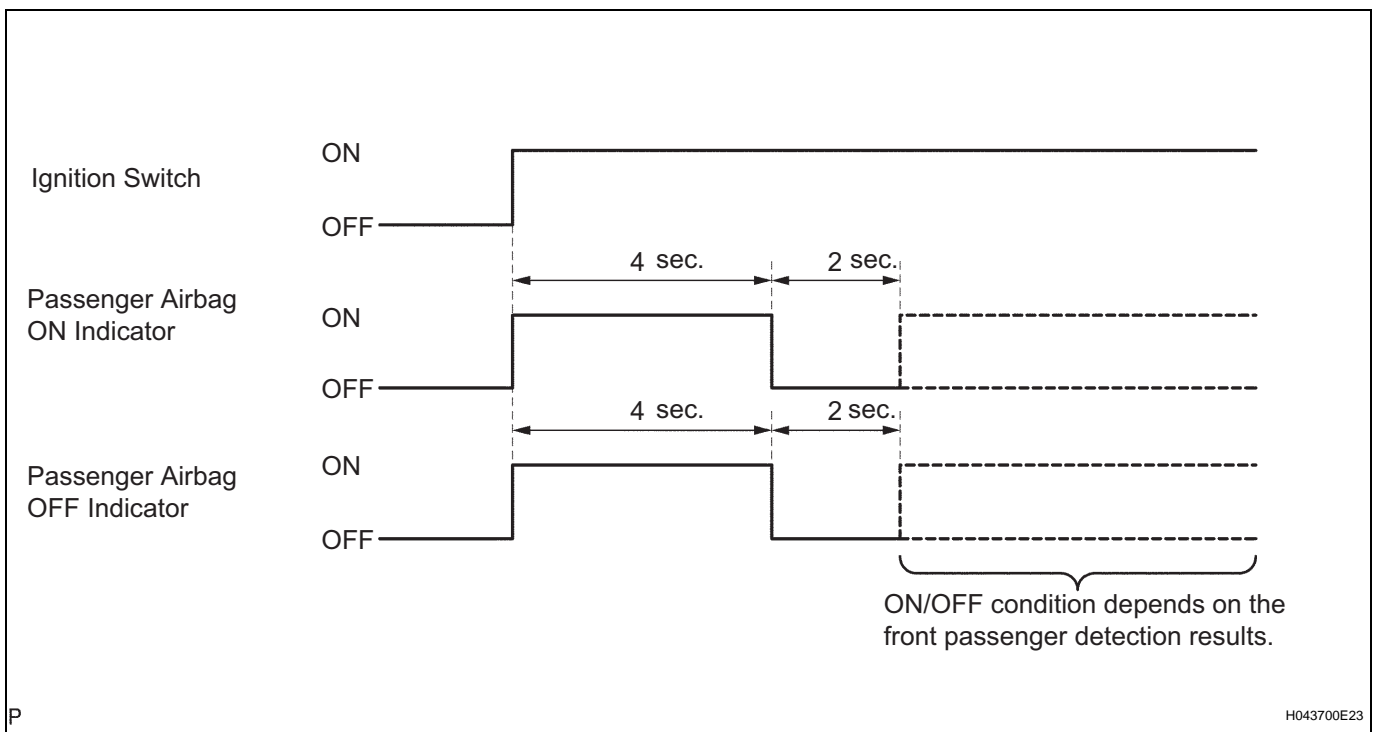 ON
Ignition Switch
OFF
4 sec.
2 sec.
Passenger Airbag
ON Indicator
ON
OFF
4 sec.
2 sec.
Passenger Airbag
OFF Indicator
ON
OFF
ON/OFF condition depends on the
front passenger detection results.
P
H043700E23